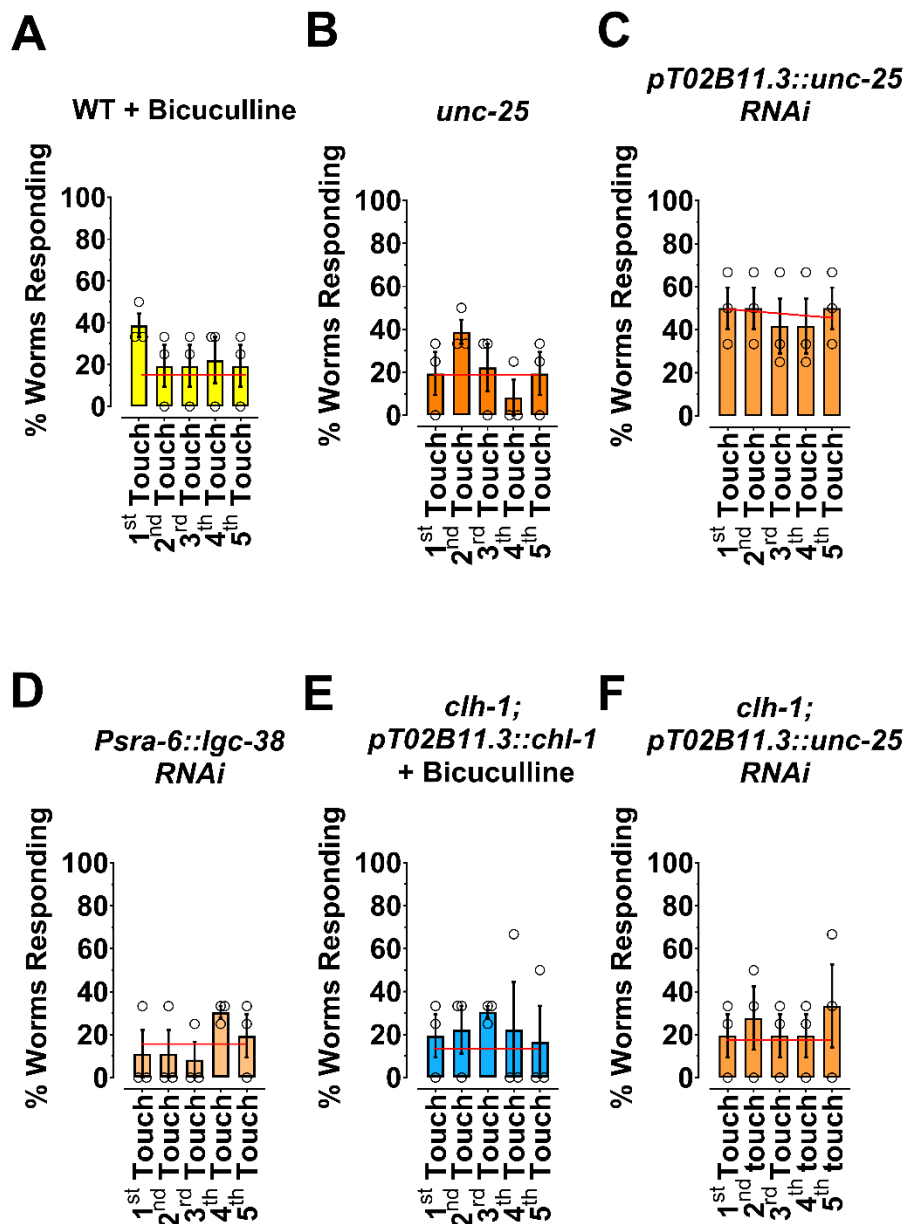 A
WT + Bicuculline
% Worms Responding
100
80
60
40
20
0
1st Touch
2nd Touch
3rd Touch
4th Touch
5th Touch
B
unc-25
% Worms Responding
100
80
60
40
20
0
1st Touch
2nd Touch
3rd Touch
4th Touch
5th Touch
C
pT02B11.3::unc-25
RNAi
% Worms Responding
100
80
60
40
20
0
1st Touch
2nd Touch
3rd Touch
4th Touch
5th Touch
D
Psra-6::lgc-38
RNAi
% Worms Responding
100
80
60
40
20
0
1st Touch
2nd Touch
3rd Touch
4th Touch
5th Touch
E
clh-1;
pT02B11.3::chl-1
+ Bicuculline
% Worms Responding
100
80
60
40
20
0
1st Touch
2nd Touch
3rd Touch
4th Touch
5th Touch
F
clh-1;
pT02B11.3::unc-25
RNAi
% Worms Responding
100
80
60
40
20
0
1st Touch
2nd touch
3rd Touch
4th touch
5th touch